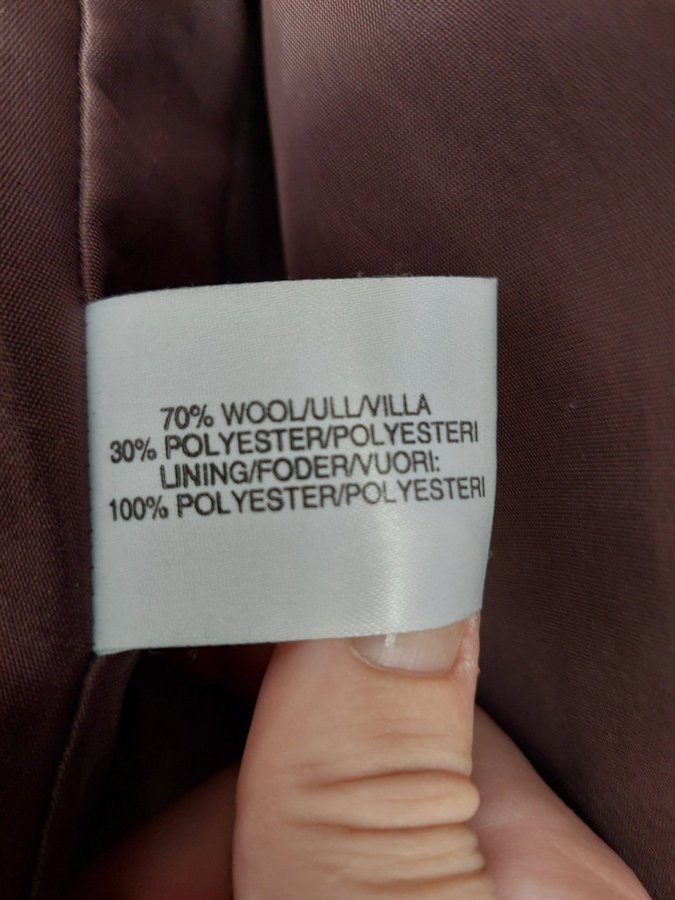 70% WOOL/ULL/VILLA
30% POLYESTER/POLYESTERI
LINING/FODER/VUORI:
100% POLYESTER/POLYESTERI